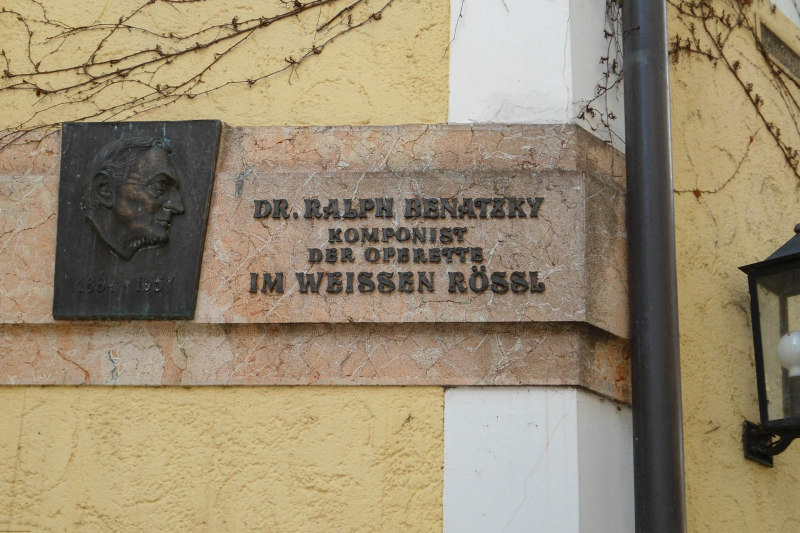 DR. RALPH BENATZKY
KOMPONIST
DER OPERETTE
IM WEISSEN RÖSSL
1884 1957